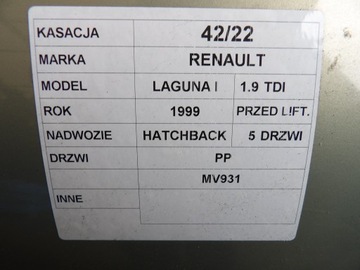 KASACJA 42/22
MARKA RENAULT
MODEL LAGUNA I 1.9 TDI
ROK 1999 PRZED LIFT.
NADWOZIE HATCHBACK 5 DRZWI
DRZWI PP
MV931
INNE